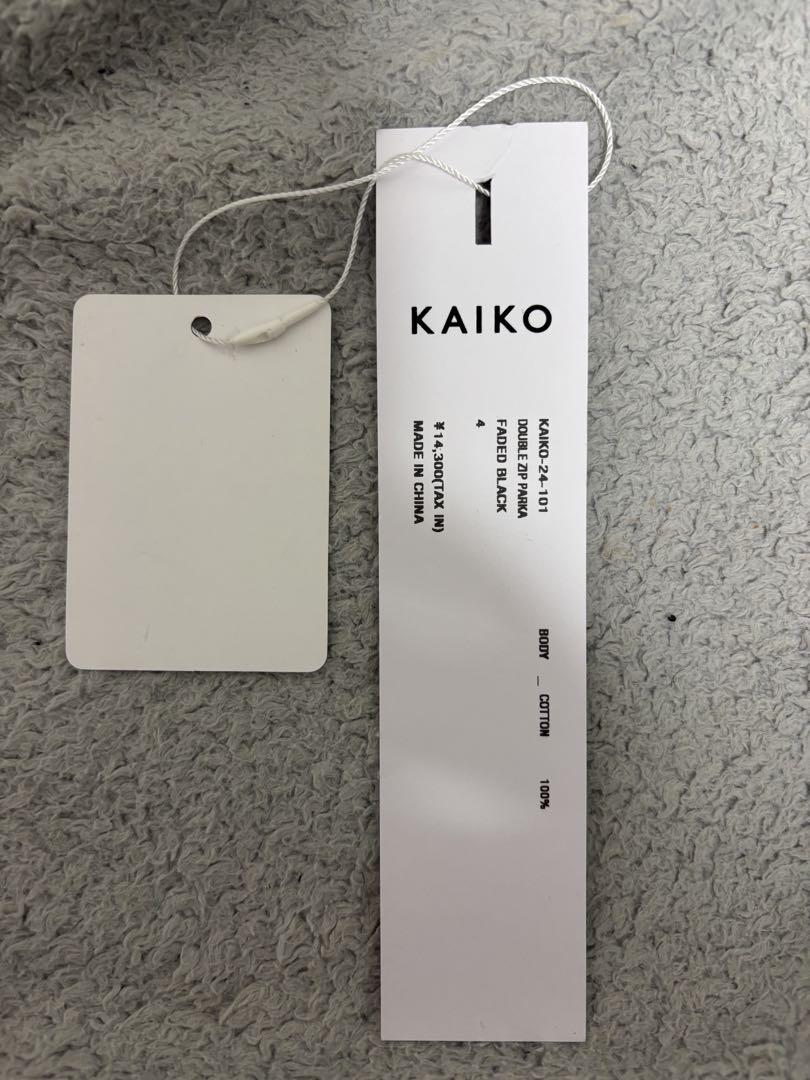 KAIKO
KAIKO-24-101
DOUBLE ZIP PARKA
FADED BLACK
4
¥14,300(TAX IN)
MADE IN CHINA
BODY _ COTTON 100%